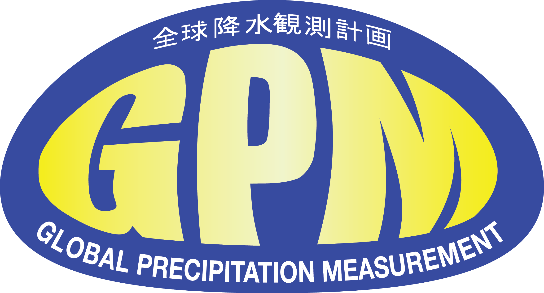 全球降水観測計画
GPM
GLOBAL PRECIPITATION MEASUREMENT